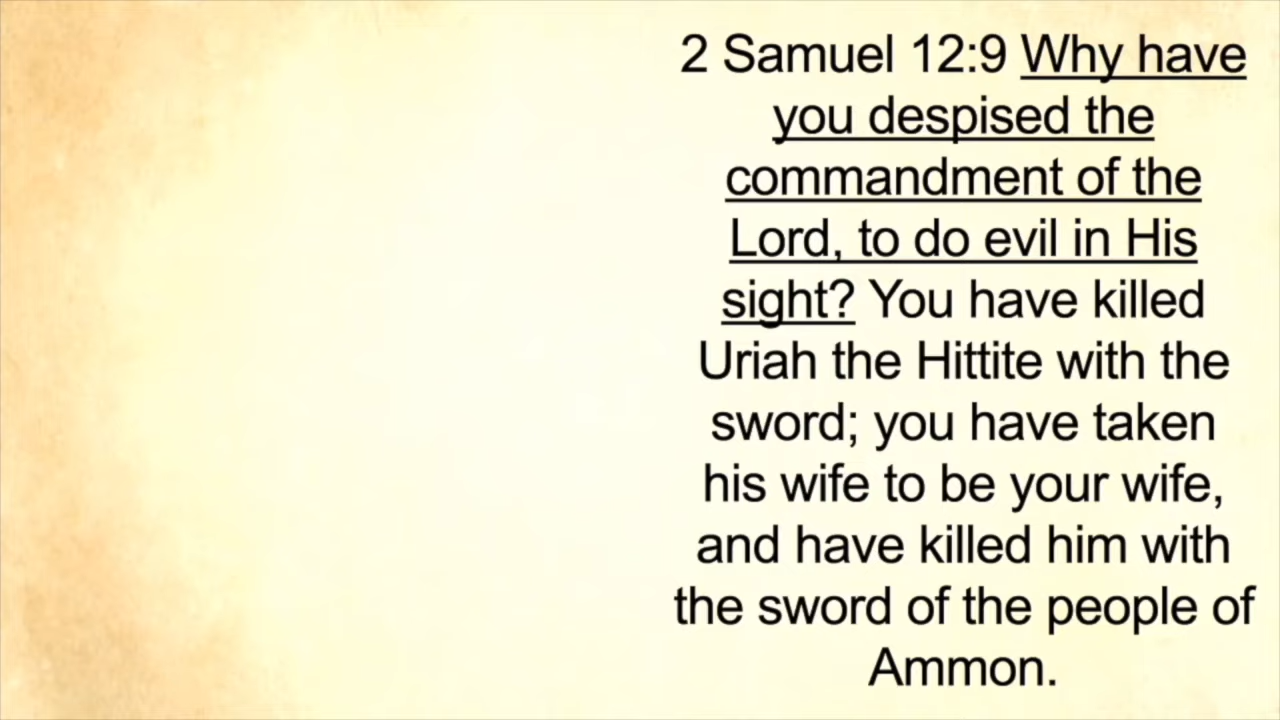 2 Samuel 12:9 Why have
you despised the
commandment of the
Lord, to do evil in His
sight? You have killed
Uriah the Hittite with the
sword; you have taken
his wife to be your wife,
and have killed him with
the sword of the people of
Ammon.